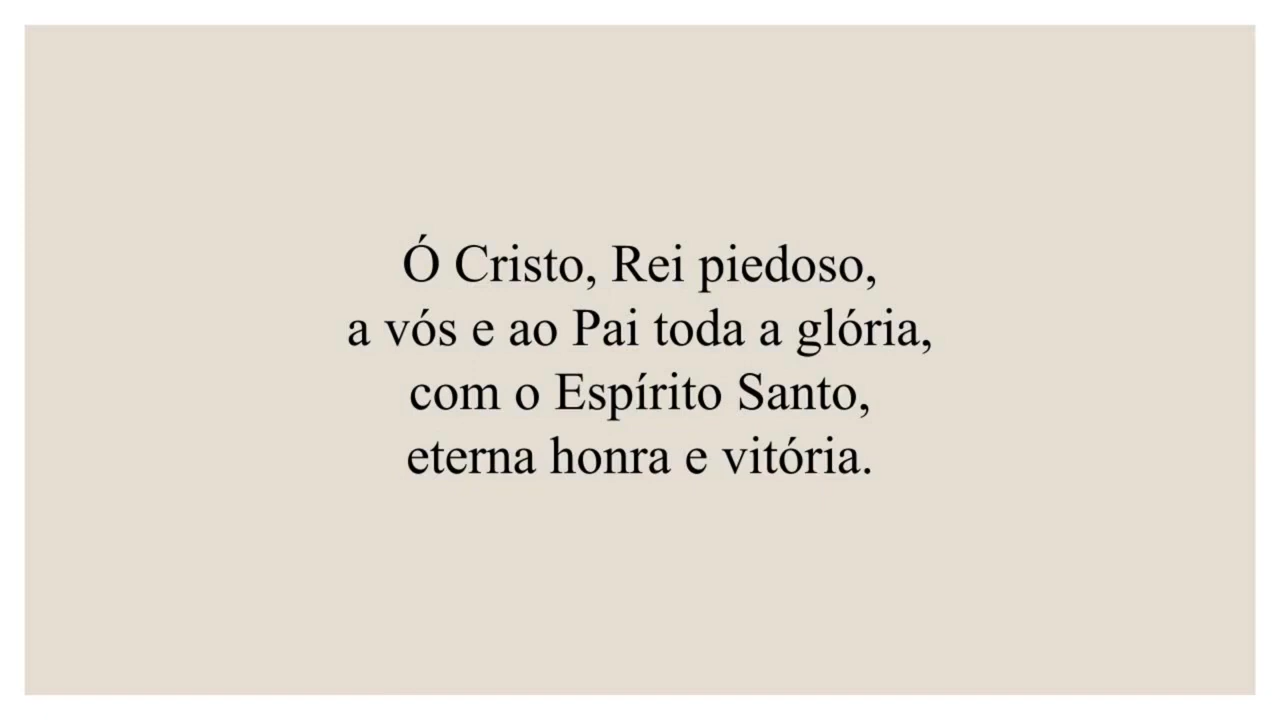 Ó Cristo, Rei piedoso,
a vós e ao Pai toda a glória,
com o Espírito Santo,
eterna honra e vitória.